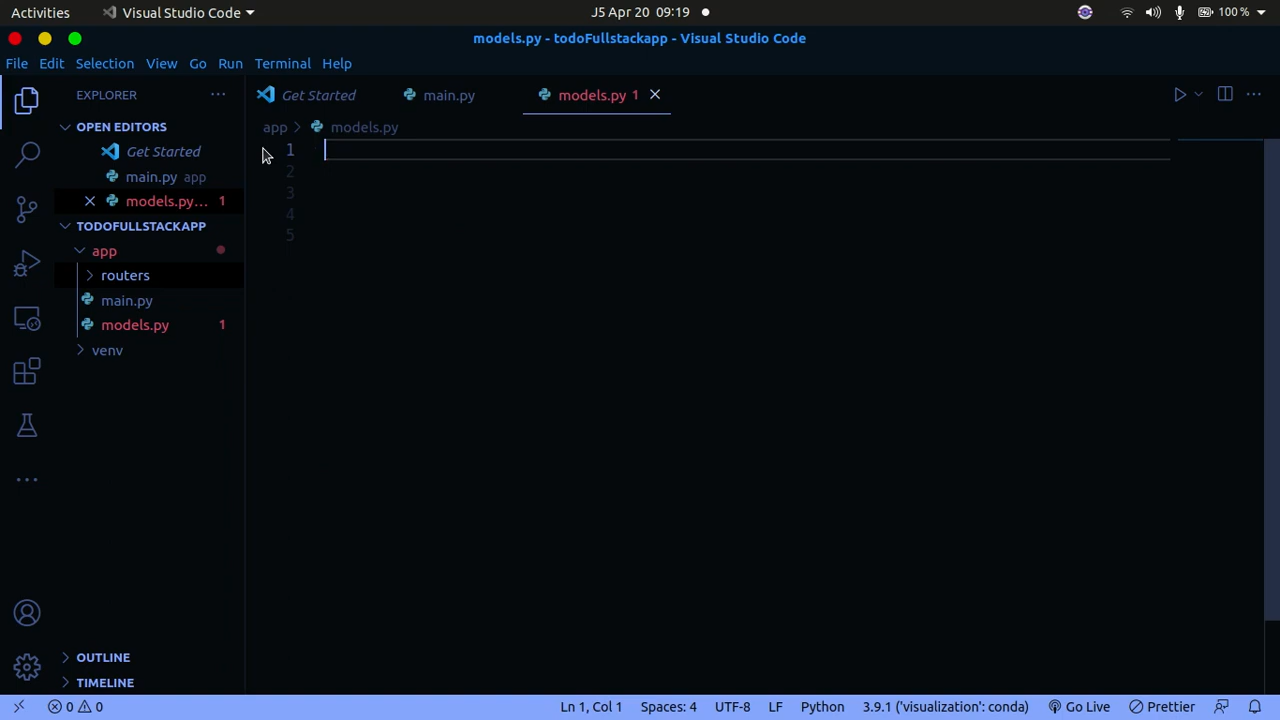 Activities
Visual Studio Code
J5 Apr 20 09:19
100 %
models.py - todoFullstackapp - Visual Studio Code
File Edit Selection View Go Run Terminal Help
EXPLORER
Get Started
main.py
models.py 1
OPEN EDITORS
app
models.py
Get Started
main.py app
models.py... 1
TODOFULLSTACKAPP
app
routers
main.py
models.py 1
venv
OUTLINE
TIMELINE
1
2
3
4
5
0 0
Ln 1, Col 1
Spaces: 4
UTF-8
LF
Python
3.9.1 ('visualization': conda)
Go Live
Prettier